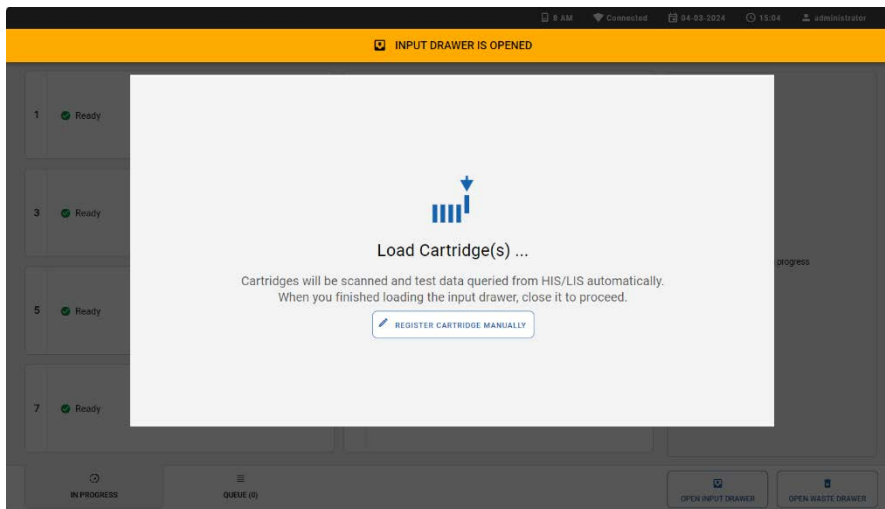 8 AM Connected 04-03-2024 15:04 administrator
INPUT DRAWER IS OPENED
1 Ready
3 Ready
5 Ready
7 Ready
progress
Load Cartridge(s) ...
Cartridges will be scanned and test data queried from HIS/LIS automatically.
When you finished loading the input drawer, close it to proceed.
REGISTER CARTRIDGE MANUALLY
IN PROGRESS
QUEUE (0)
OPEN INPUT DRAWER
OPEN WASTE DRAWER